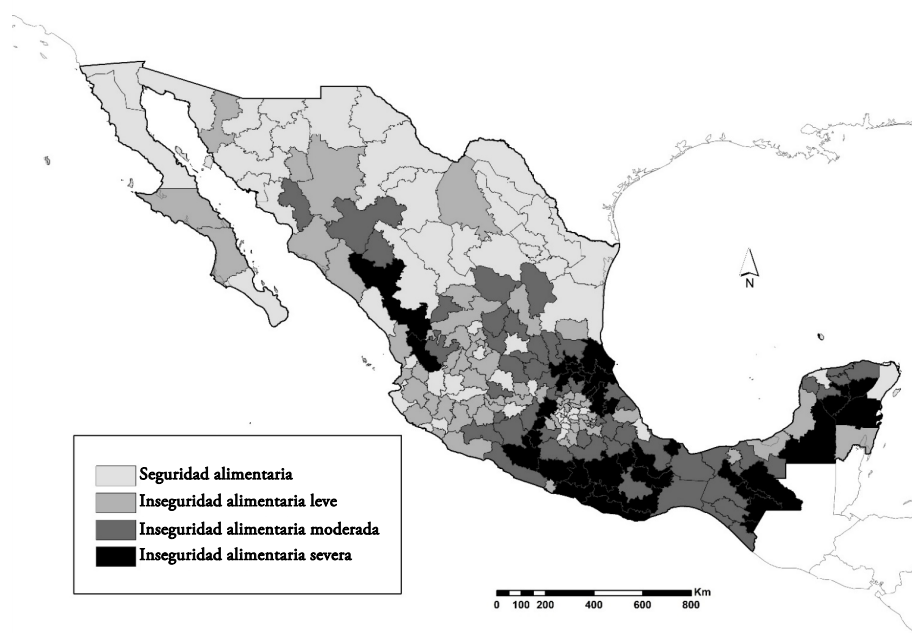 N
Seguridad alimentaria
Inseguridad alimentaria leve
Inseguridad alimentaria moderada
Inseguridad alimentaria severa
Km
0 100 200 400 600 800